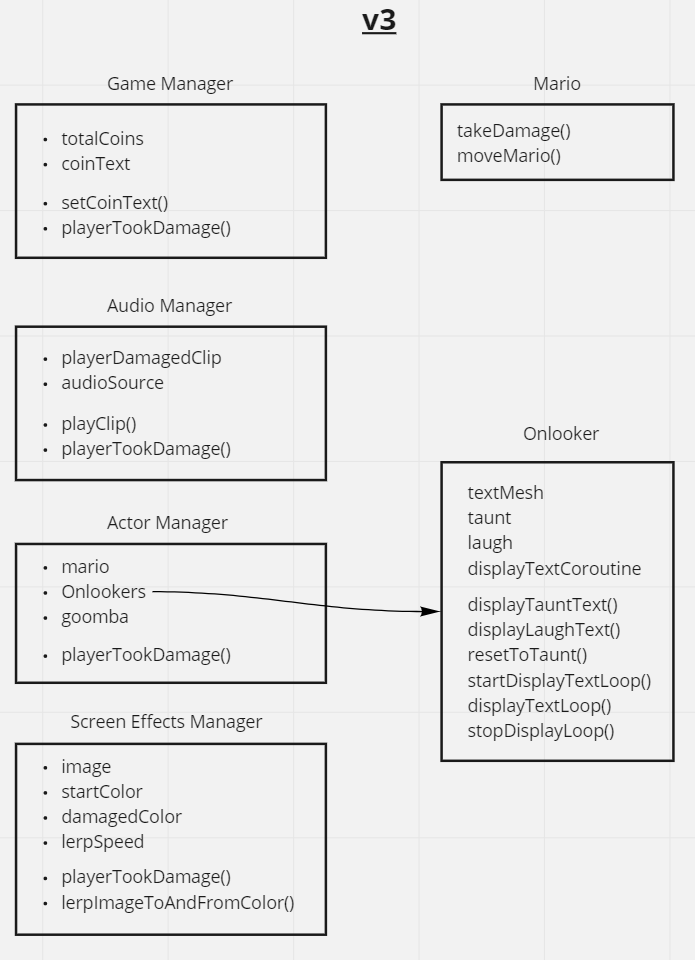 v3
Game Manager
• totalCoins
• coinText
• setCoinText()
• playerTookDamage()
Mario
takeDamage()
moveMario()
Audio Manager
• playerDamagedClip
• audioSource
• playClip()
• playerTookDamage()
Actor Manager
• mario
• Onlookers
• goomba
• playerTookDamage()
Onlooker
textMesh
taunt
laugh
displayTextCoroutine
displayTauntText()
displayLaughText()
resetToTaunt()
startDisplayTextLoop()
displayTextLoop()
stopDisplayLoop()
Screen Effects Manager
• image
• startColor
• damagedColor
• lerpSpeed
• playerTookDamage()
• lerpImageToAndFromColor()